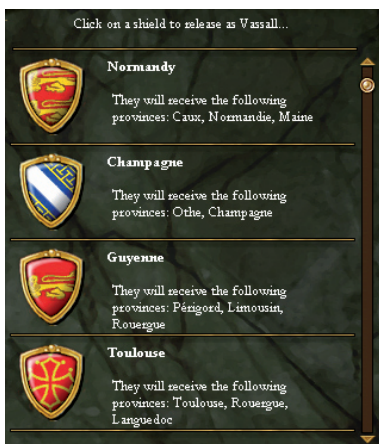 Click on a shield to release as Vassall...
Normandy
They will receive the following
provinces: Caux, Normandie, Maine
Champagne
They will receive the following
provinces: Othe, Champagne
Guyenne
They will receive the following
provinces: Périgord, Limousin,
Rouergue
Toulouse
They will receive the following
provinces: Toulouse, Rouergue,
Languedoc